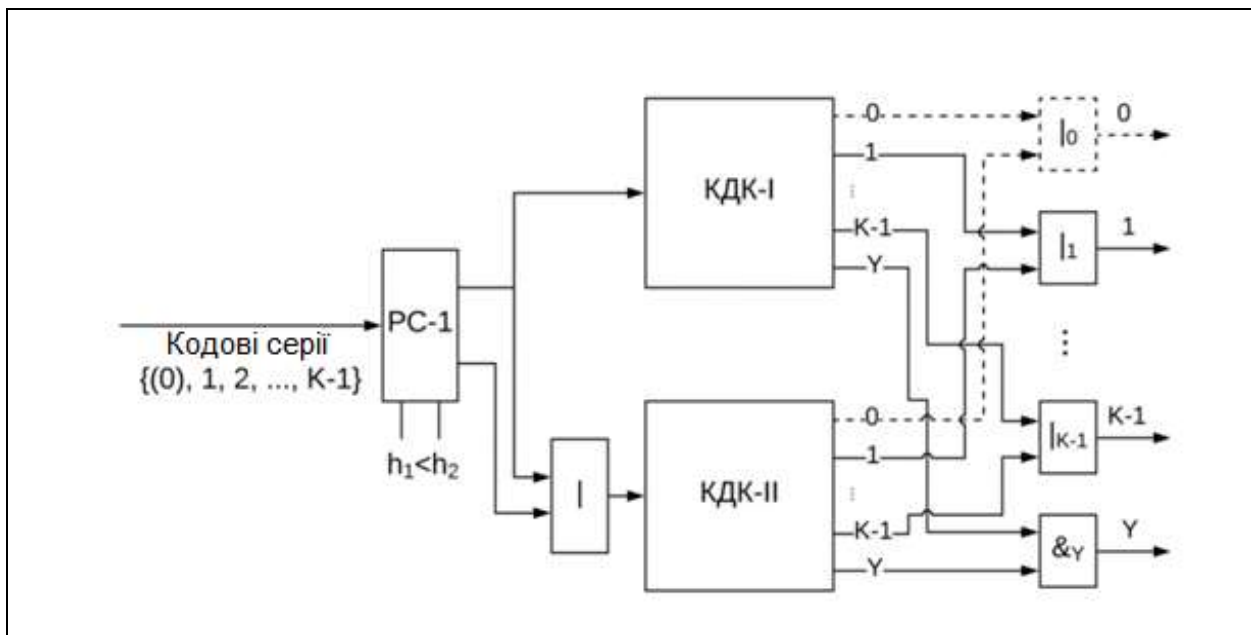 0
0
|₀
1
КДК-I
⋮
K-1
1
|₁
Y
РС-1
Кодові серії
{(0), 1, 2, ..., K-1}
⋮
0
K-1
|K-1
h₁<h₂
1
|
КДК-II
⋮
K-1
Y
&Y
Y